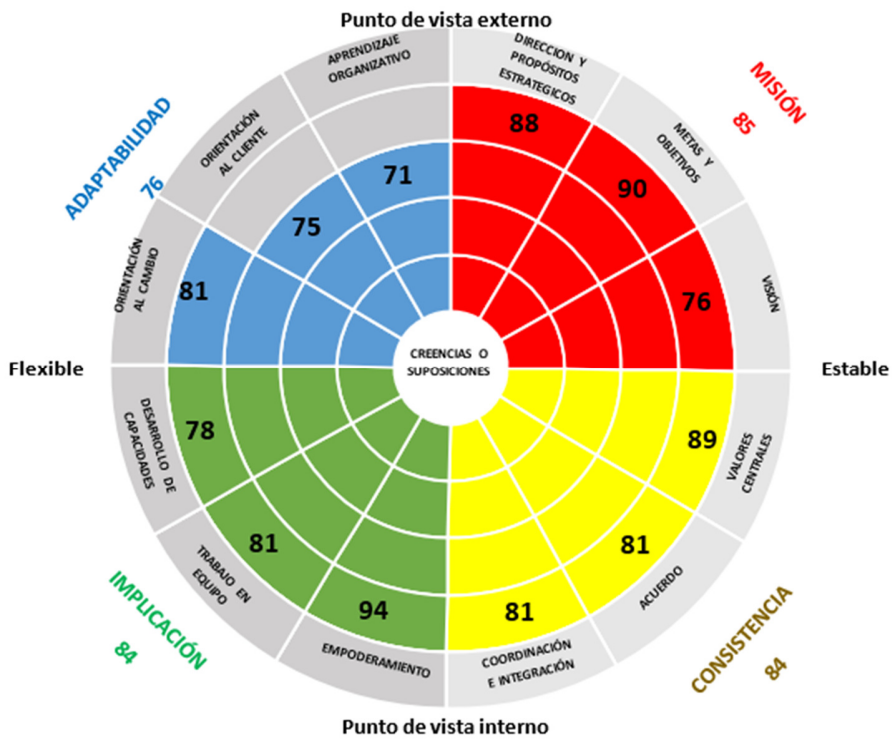 Punto de vista externo
APRENDIZAJE
ORGANIZATIVO
DIRECCION Y
PROPÓSITOS
ESTRATEGICOS
MISIÓN
85
ADAPTABILIDAD
76
ORIENTACIÓN
AL CLIENTE
METAS Y
OBJETIVOS
88
90
71
75
ORIENTACIÓN
AL CAMBIO
81
76
VISIÓN
Flexible
CREENCIAS O
SUPOSICIONES
Estable
DESARROLLO DE
CAPACIDADES
78
89
VALORES
CENTRALES
81
81
TRABAJO EN
EQUIPO
ACUERDO
94
81
IMPLICACIÓN
84
EMPODERAMIENTO
COORDINACIÓN
E INTEGRACIÓN
CONSISTENCIA
84
Punto de vista interno